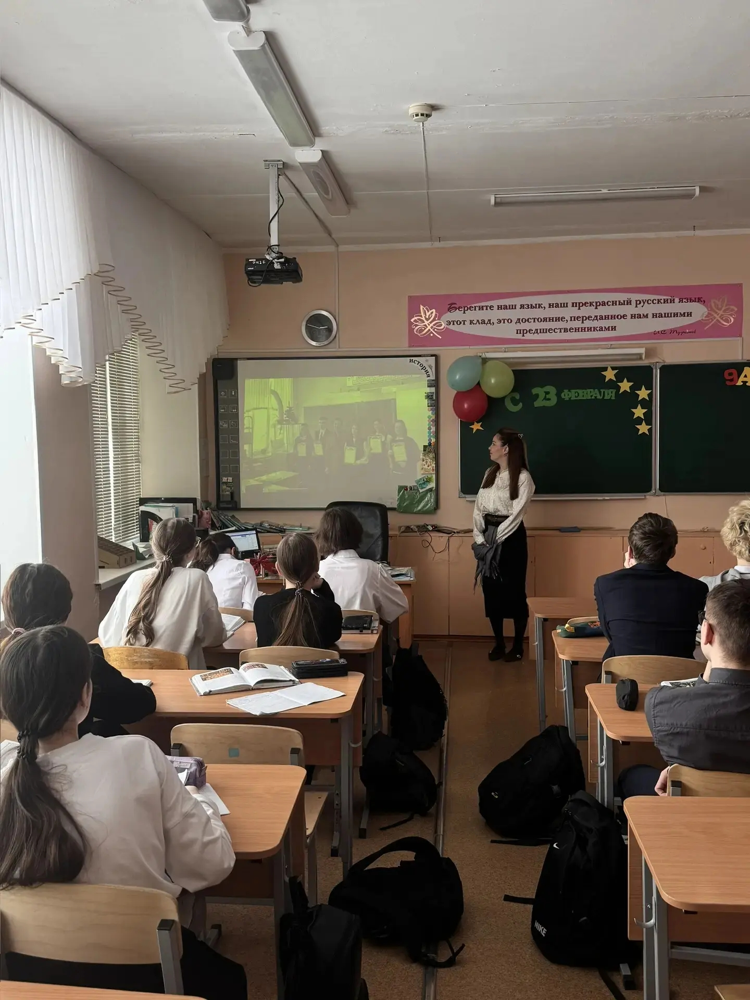 Берегите наш язык, наш прекрасный русский язык,
этот клад, это достояние, переданное нам нашими
предшественниками
история
С 23 ФЕВРАЛЯ
9А
NIKE